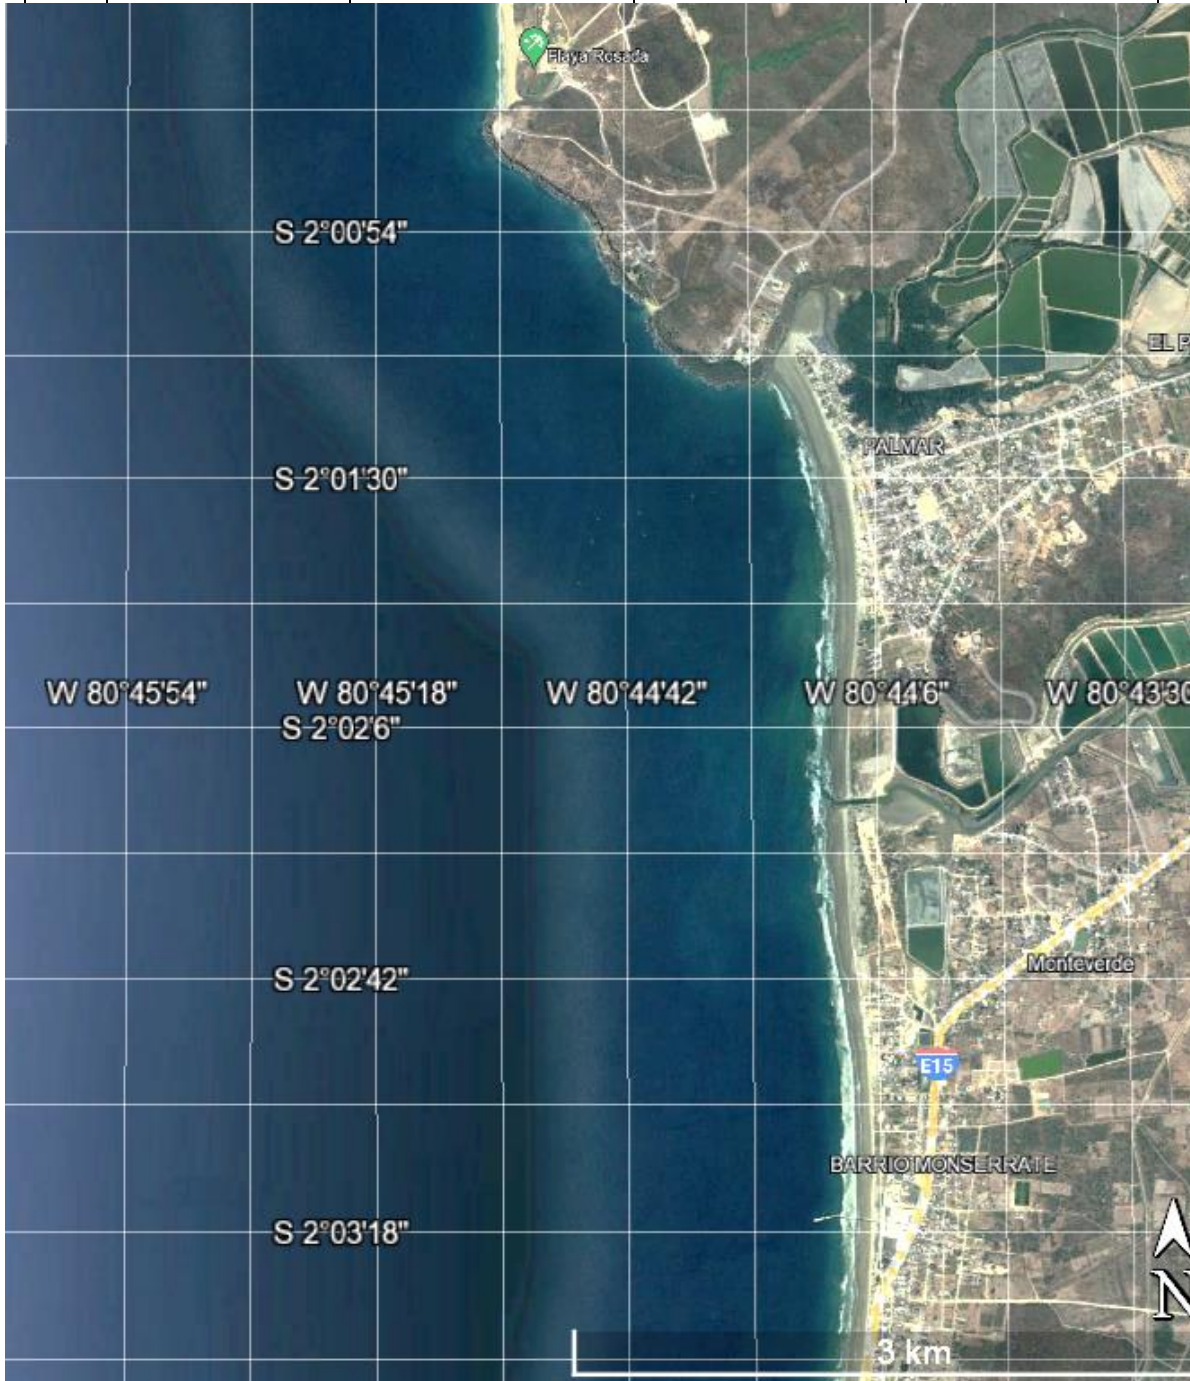 Playa Rosada
S 2°00'54"
EL P
PALMAR
S 2°01'30"
W 80°45'54" W 80°45'18" W 80°44'42" W 80°44'6" W 80°43'30
S 2°02'6"
Monteverde
S 2°02'42"
E15
BARRIO MONSERRATE
S 2°03'18"
N
3 km